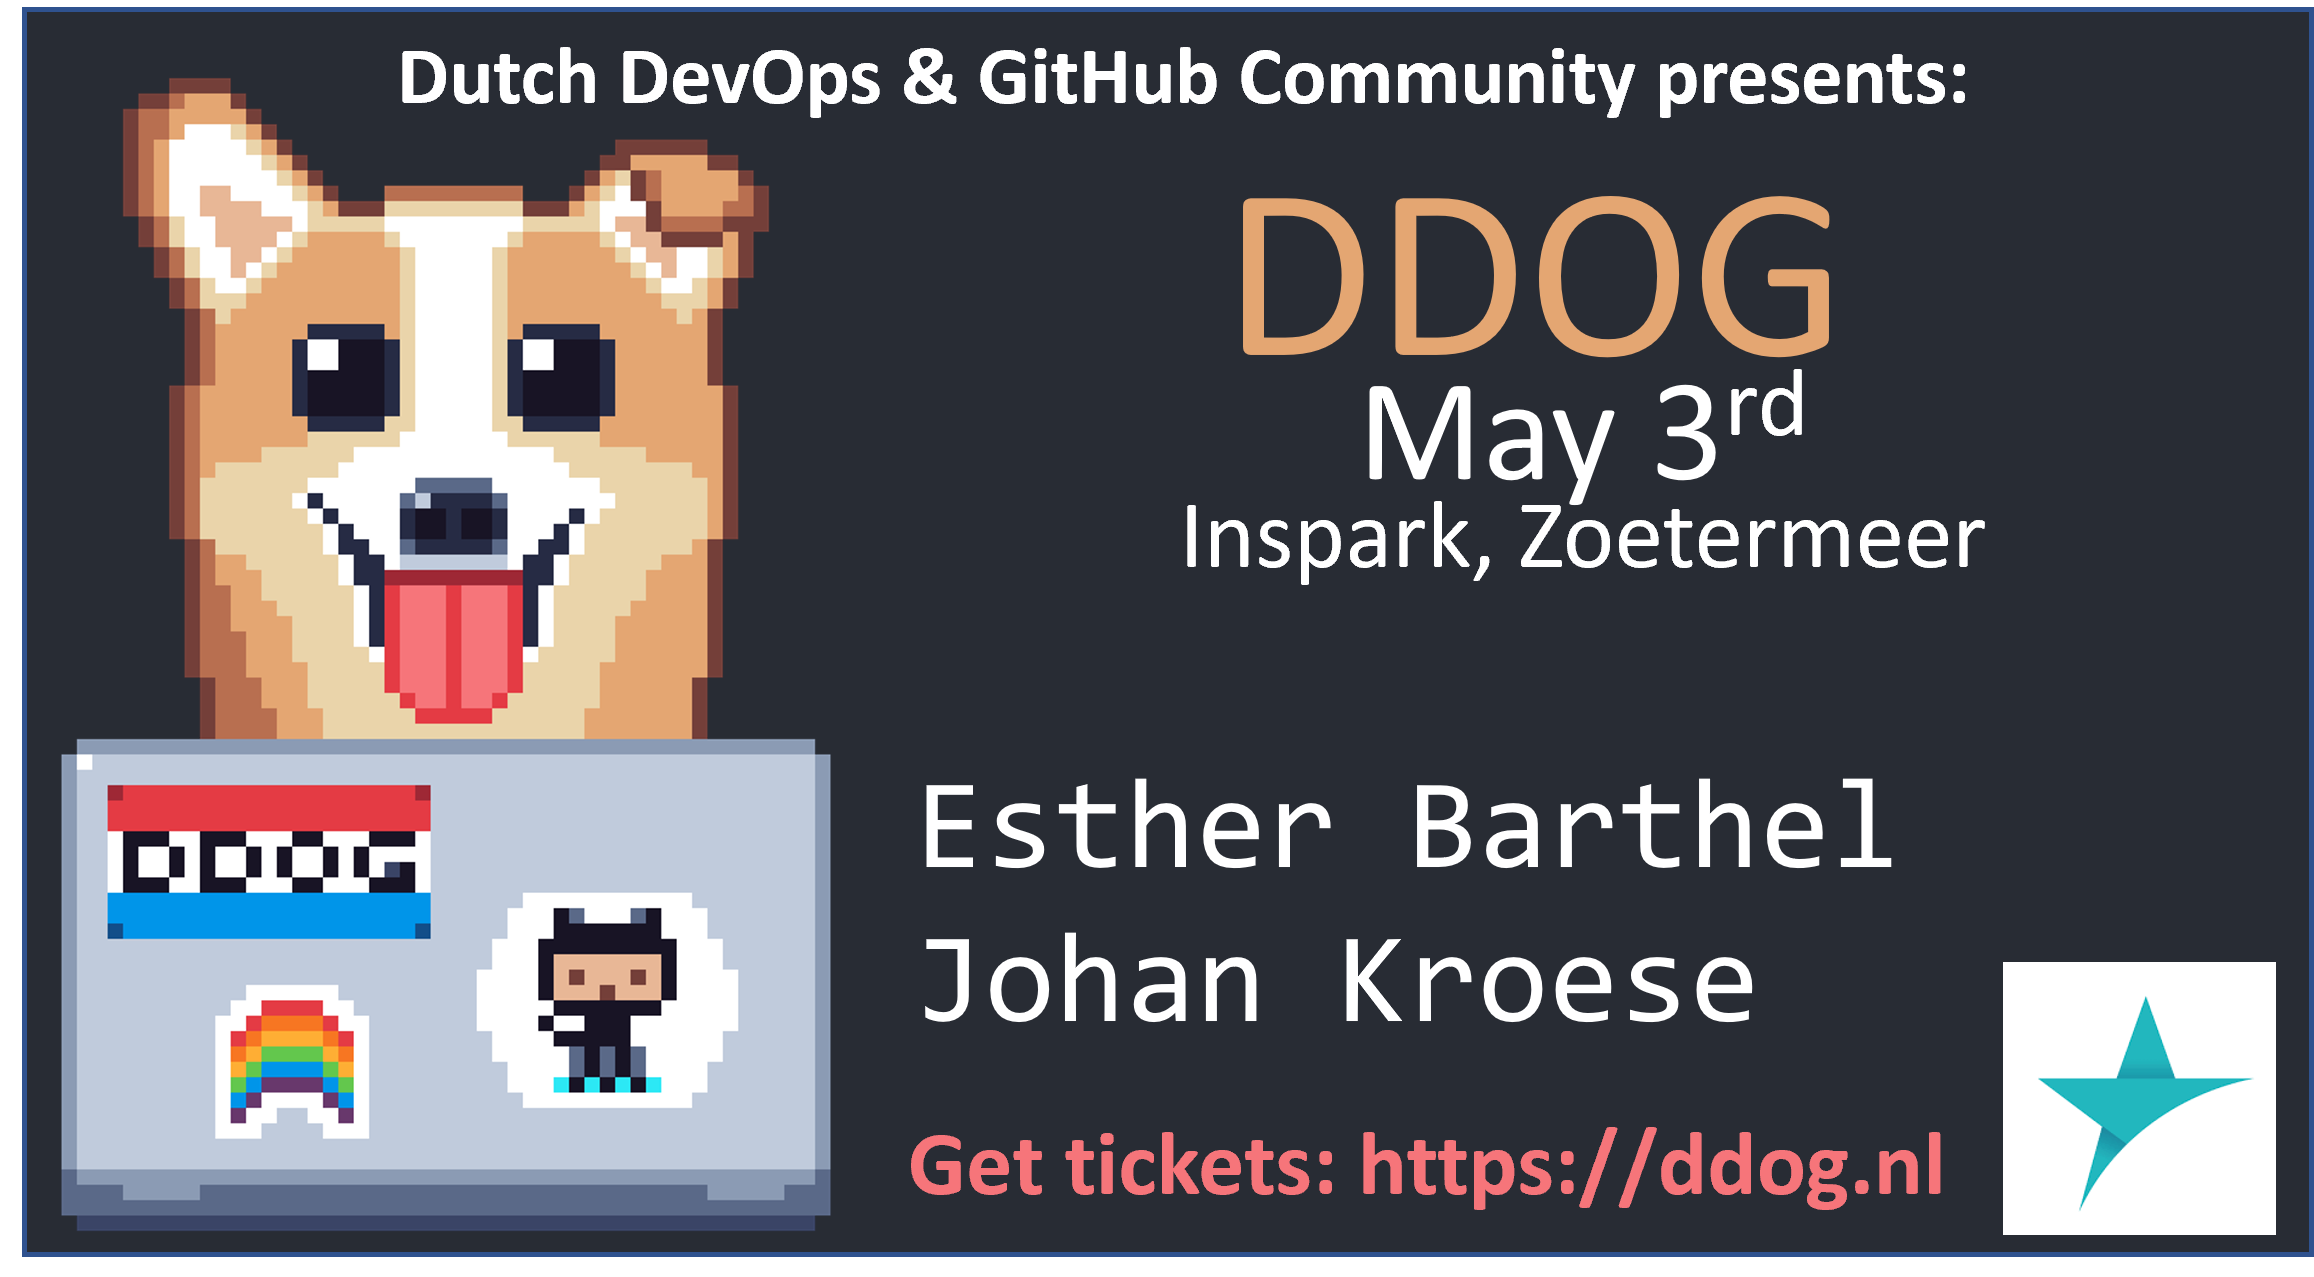 Dutch DevOps & GitHub Community presents:
DDOG
May 3rd
Inspark, Zoetermeer
Esther Barthel
Johan Kroese
Get tickets: https://ddog.nl
DDOG